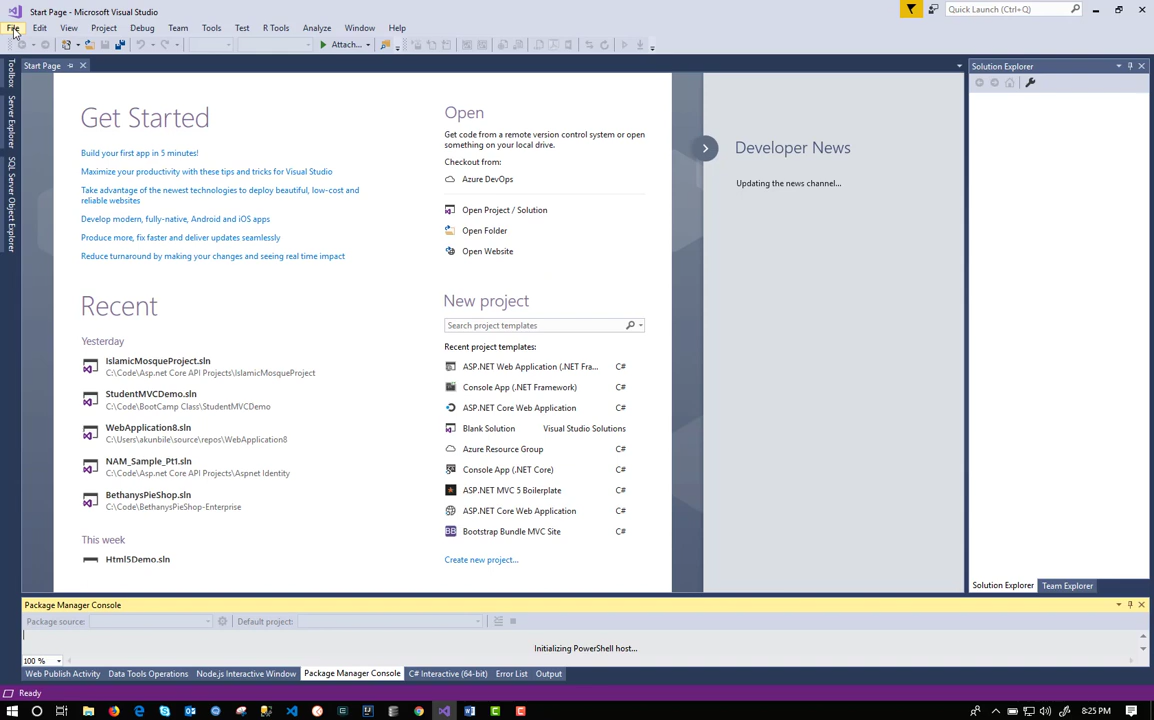 Start Page - Microsoft Visual Studio
Quick Launch (Ctrl+Q)
File Edit View Project Debug Team Tools Test R Tools Analyze Window Help
Attach...
Toolbox
Server Explorer
SQL Server Object Explorer
Start Page
Get Started
Build your first app in 5 minutes!
Maximize your productivity with these tips and tricks for Visual Studio
Take advantage of the newest technologies to deploy beautiful, low-cost and
reliable websites
Develop modern, fully-native, Android and iOS apps
Produce more, fix faster and deliver updates seamlessly
Reduce turnaround by making your changes and seeing real time impact
Recent
Yesterday
IslamicMosqueProject.sln
C:\Code\Asp.net Core API Projects\IslamicMosqueProject
StudentMVCDemo.sln
C:\Code\BootCamp Class\StudentMVCDemo
WebApplication8.sln
C:\Users\akunbile\source\repos\WebApplication8
NAM_Sample_Pt1.sln
C:\Code\Asp.net Core API Projects\Aspnet Identity
BethanysPieShop.sln
C:\Code\BethanysPieShop-Enterprise
This week
Html5Demo.sln
Open
Get code from a remote version control system or open
something on your local drive.
Checkout from:
Azure DevOps
Open Project / Solution
Open Folder
Open Website
New project
Search project templates
Recent project templates:
ASP.NET Web Application (.NET Fra... C#
Console App (.NET Framework) C#
ASP.NET Core Web Application C#
Blank Solution Visual Studio Solutions
Azure Resource Group C#
Console App (.NET Core) C#
ASP.NET MVC 5 Boilerplate C#
ASP.NET Core Web Application C#
BB Bootstrap Bundle MVC Site C#
Create new project...
Developer News
Updating the news channel...
Solution Explorer
Solution Explorer Team Explorer
Package Manager Console
Package source: Default project:
Initializing PowerShell host...
100 %
Web Publish Activity Data Tools Operations Node.js Interactive Window Package Manager Console C# Interactive (64-bit) Error List Output
Ready
8:25 PM